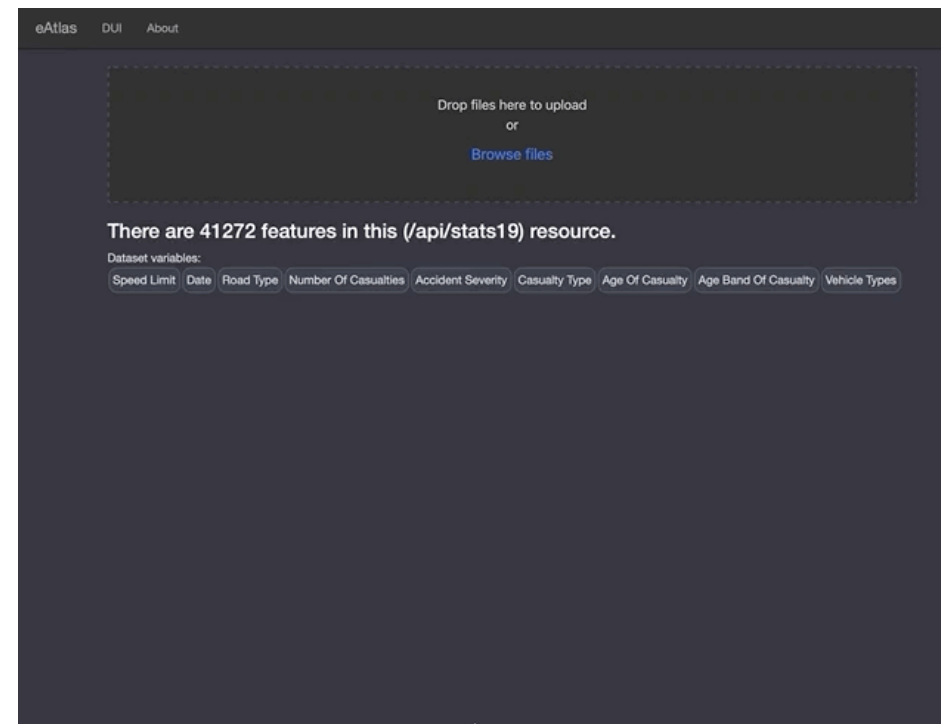 eAtlas DUI About
Drop files here to upload
or
Browse files
There are 41272 features in this (/api/stats19) resource.
Dataset variables:
Speed Limit Date Road Type Number Of Casualties Accident Severity Casualty Type Age Of Casualty Age Band Of Casualty Vehicle Types